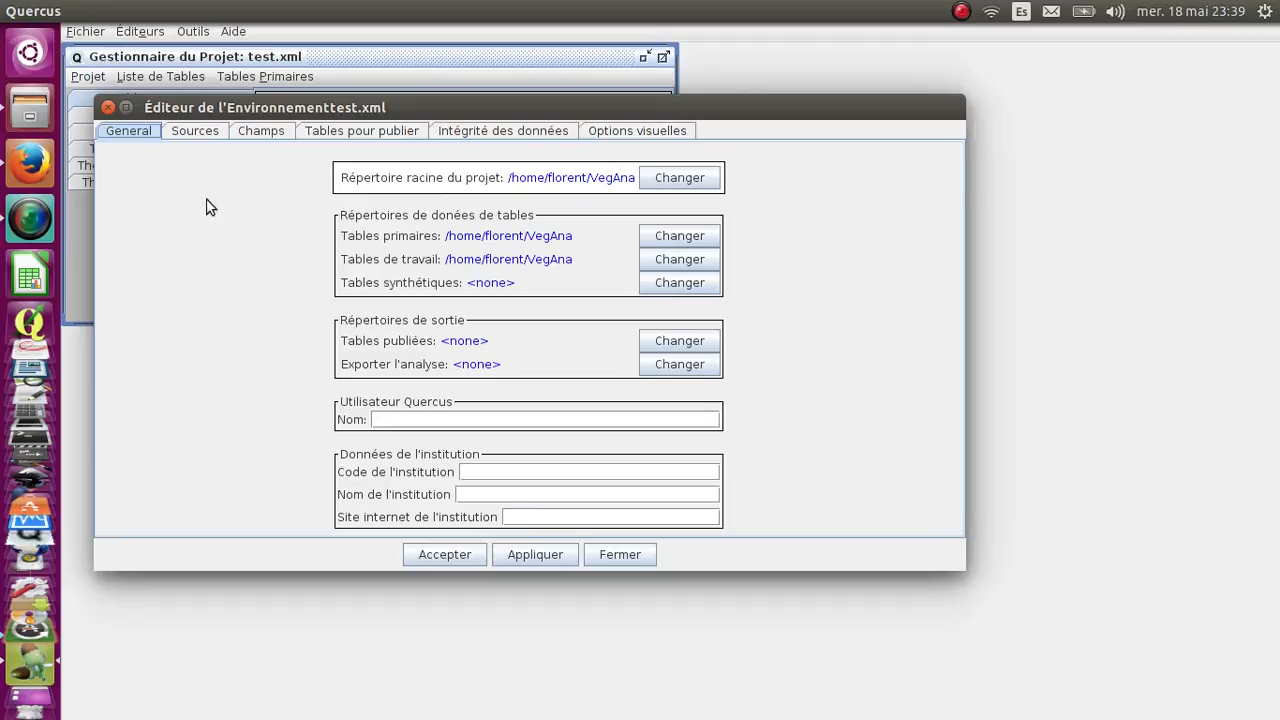 Quercus
Es
mer. 18 mai 23:39
Fichier Éditeurs Outils Aide
Q Gestionnaire du Projet: test.xml
Projet Liste de Tables Tables Primaires
Éditeur de l'Environnementtest.xml
General Sources Champs Tables pour publier Intégrité des données Options visuelles
T
The
Th
Répertoire racine du projet: /home/florent/VegAna Changer
Répertoires de donées de tables
Tables primaires: /home/florent/VegAna Changer
Tables de travail: /home/florent/VegAna Changer
Tables synthétiques: <none> Changer
Répertoires de sortie
Tables publiées: <none> Changer
Exporter l'analyse: <none> Changer
Utilisateur Quercus
Nom:
Données de l'institution
Code de l'institution
Nom de l'institution
Site internet de l'institution
Accepter Appliquer Fermer